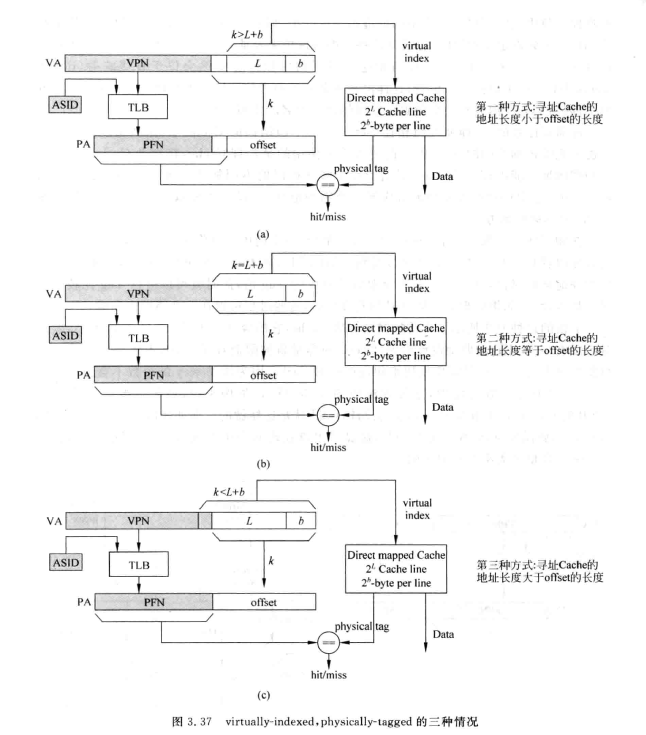 k>L+b
virtual
index
VA VPN L b
ASID TLB k
Direct mapped Cache
2^L Cache line
2^b-byte per line
第一种方式:寻址Cache的
地址长度小于offset的长度
PA PFN offset
physical tag
Data
==
hit/miss
(a)
k=L+b
virtual
index
VA VPN L b
ASID TLB k
Direct mapped Cache
2^L Cache line
2^b-byte per line
第二种方式:寻址Cache的
地址长度等于offset的长度
PA PFN offset
physical tag
Data
==
hit/miss
(b)
k<L+b
virtual
index
VA VPN L b
ASID TLB k
Direct mapped Cache
2^L Cache line
2^b-byte per line
第三种方式:寻址Cache的
地址长度大于offset的长度
PA PFN offset
physical tag
Data
==
hit/miss
(c)
图 3.37 virtually-indexed,physically-tagged 的三种情况